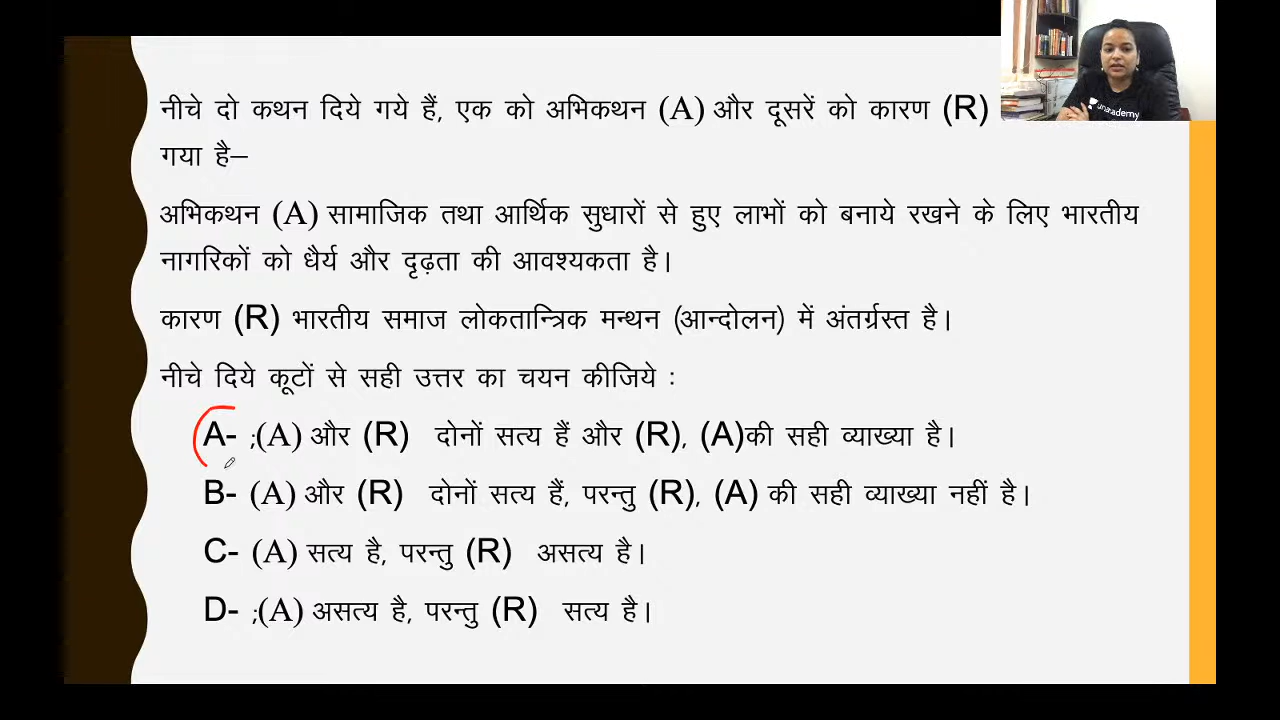 नीचे दो कथन दिये गये हैं, एक को अभिकथन (A) और दूसरें को कारण (R)
गया है–
अभिकथन (A) सामाजिक तथा आर्थिक सुधारों से हुए लाभों को बनाये रखने के लिए भारतीय
नागरिकों को धैर्य और दृढ़ता की आवश्यकता है।
कारण (R) भारतीय समाज लोकतान्त्रिक मन्थन (आन्दोलन) में अंतर्ग्रस्त है।
नीचे दिये कूटों से सही उत्तर का चयन कीजिये :
A- ;(A) और (R) दोनों सत्य हैं और (R), (A)की सही व्याख्या है।
B- (A) और (R) दोनों सत्य हैं, परन्तु (R), (A) की सही व्याख्या नहीं है।
C- (A) सत्य है, परन्तु (R) असत्य है।
D- ;(A) असत्य है, परन्तु (R) सत्य है।
unacademy